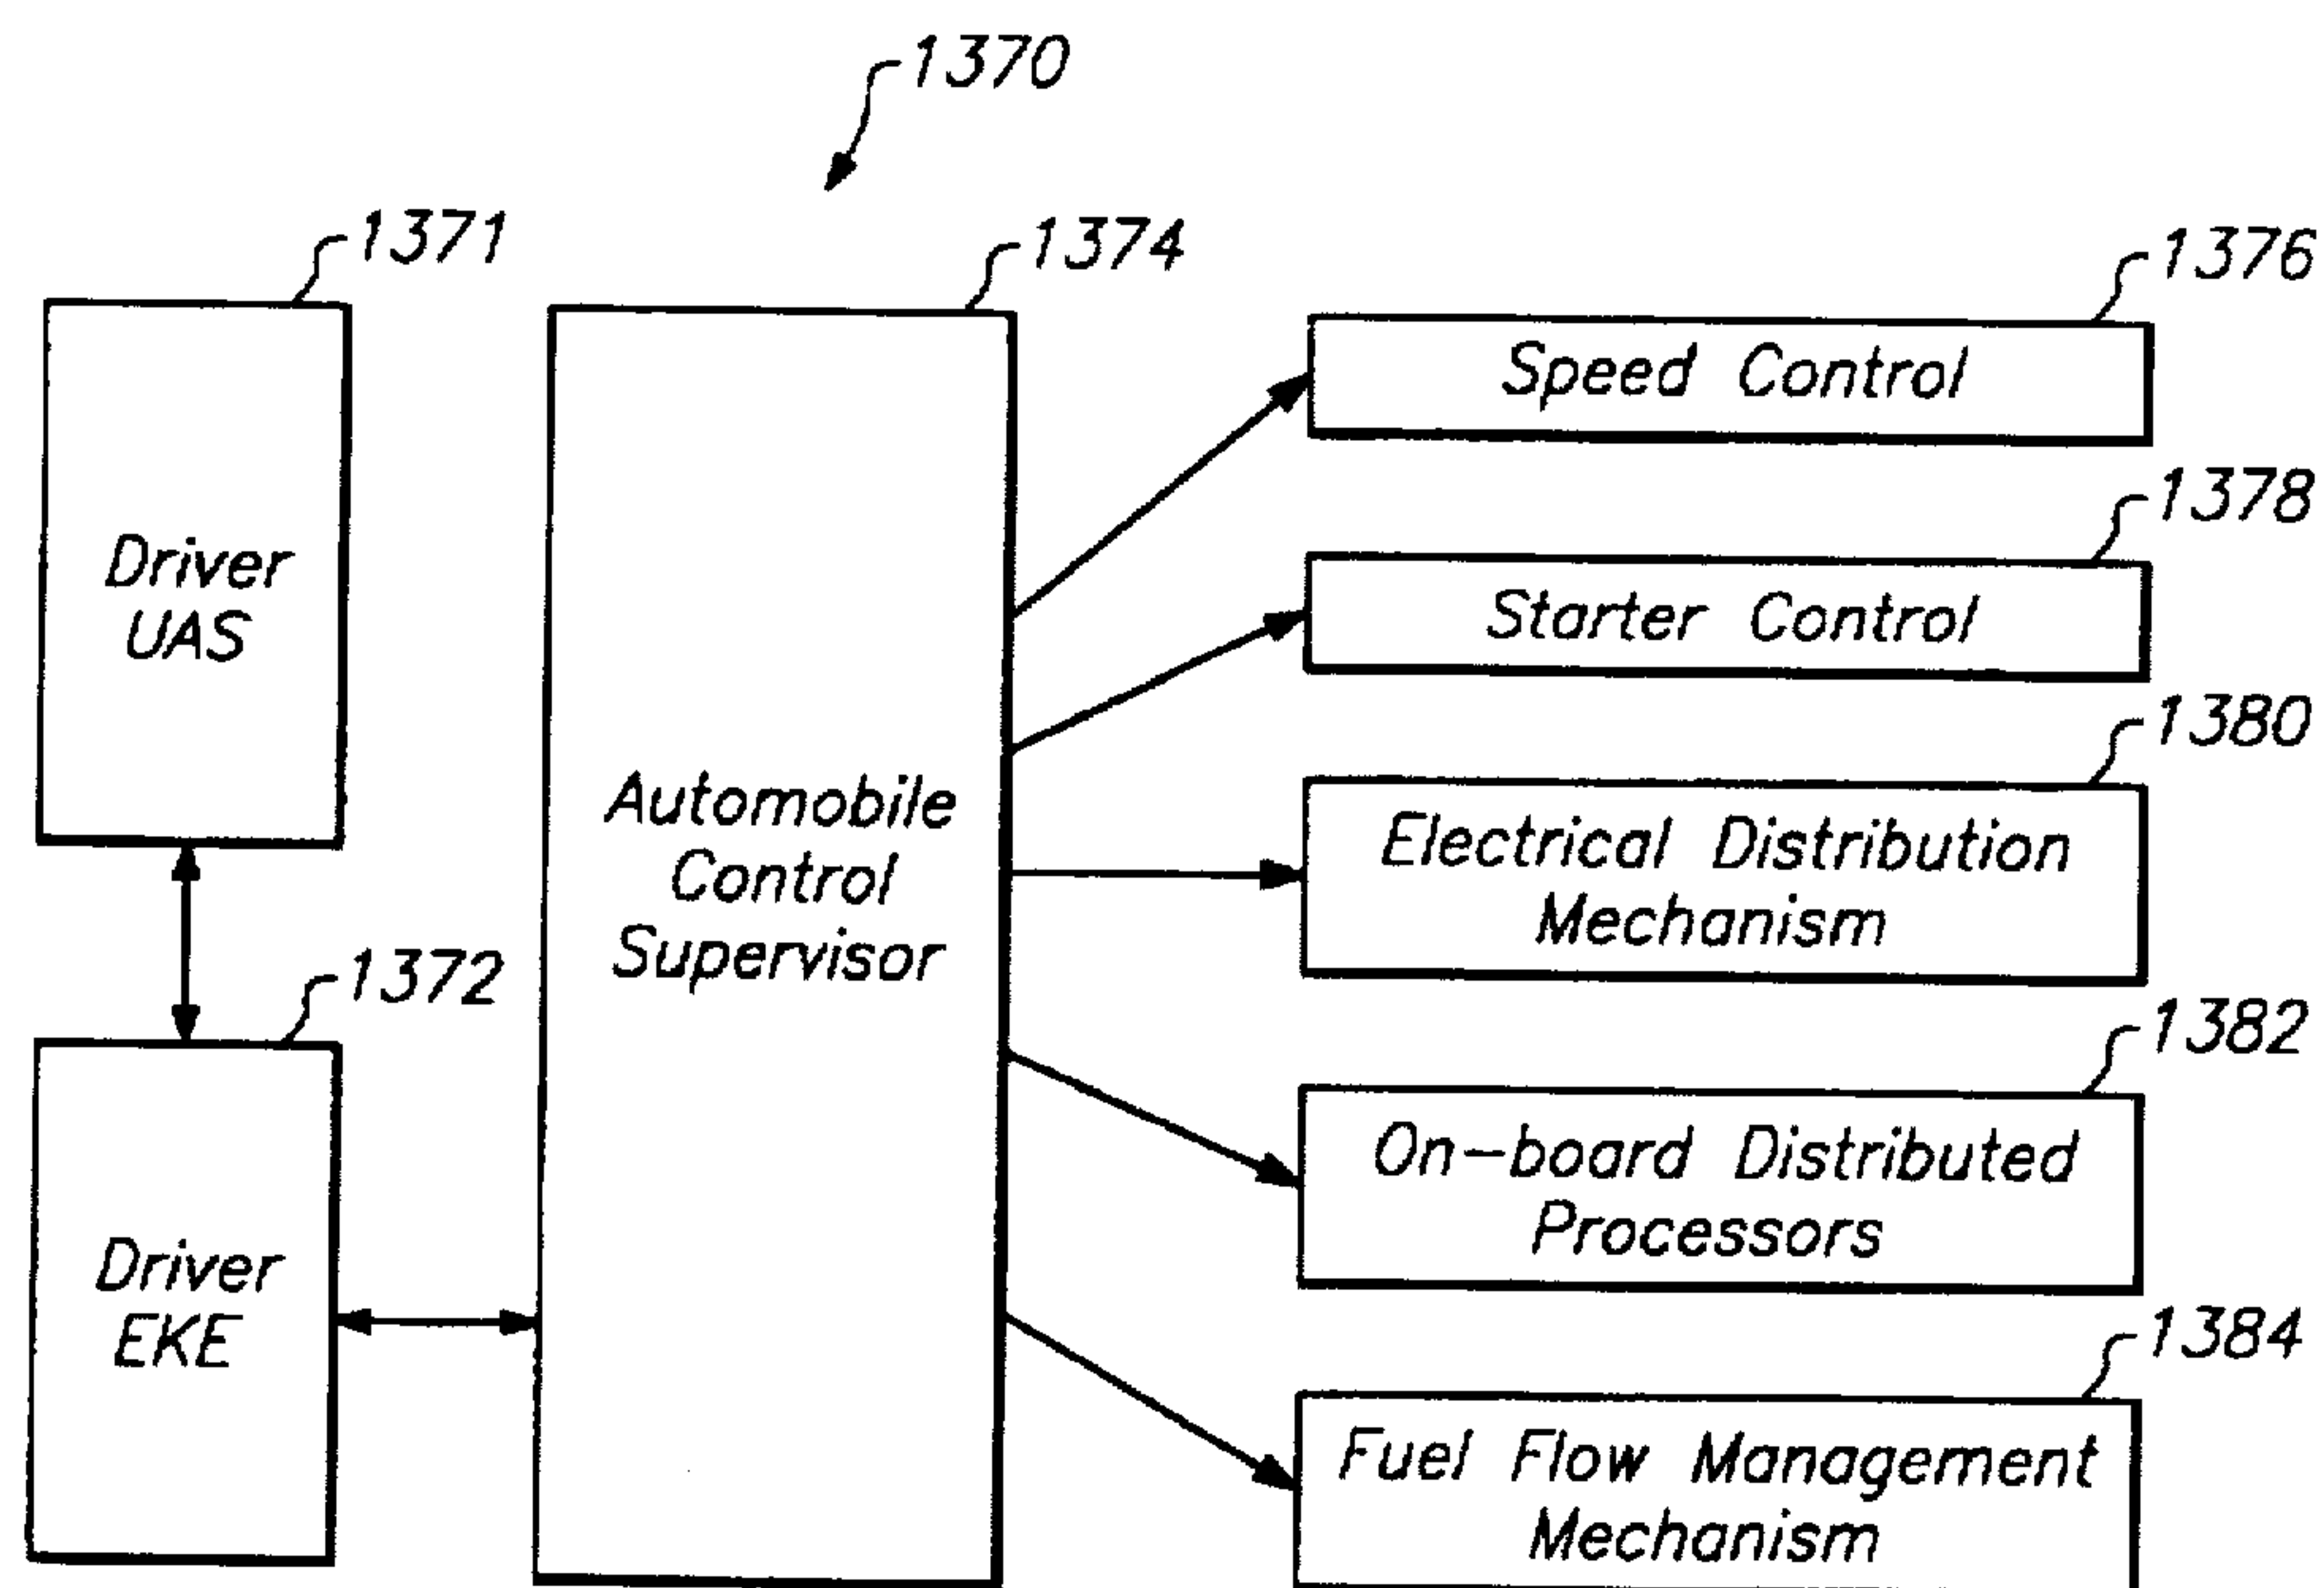 1370
1371
1374
1376
Speed Control
1378
Starter Control
Driver
UAS
1380
Automobile
Control
Supervisor
Electrical Distribution
Mechanism
1372
1382
On-board Distributed
Processors
Driver
EKE
1384
Fuel Flow Management
Mechanism